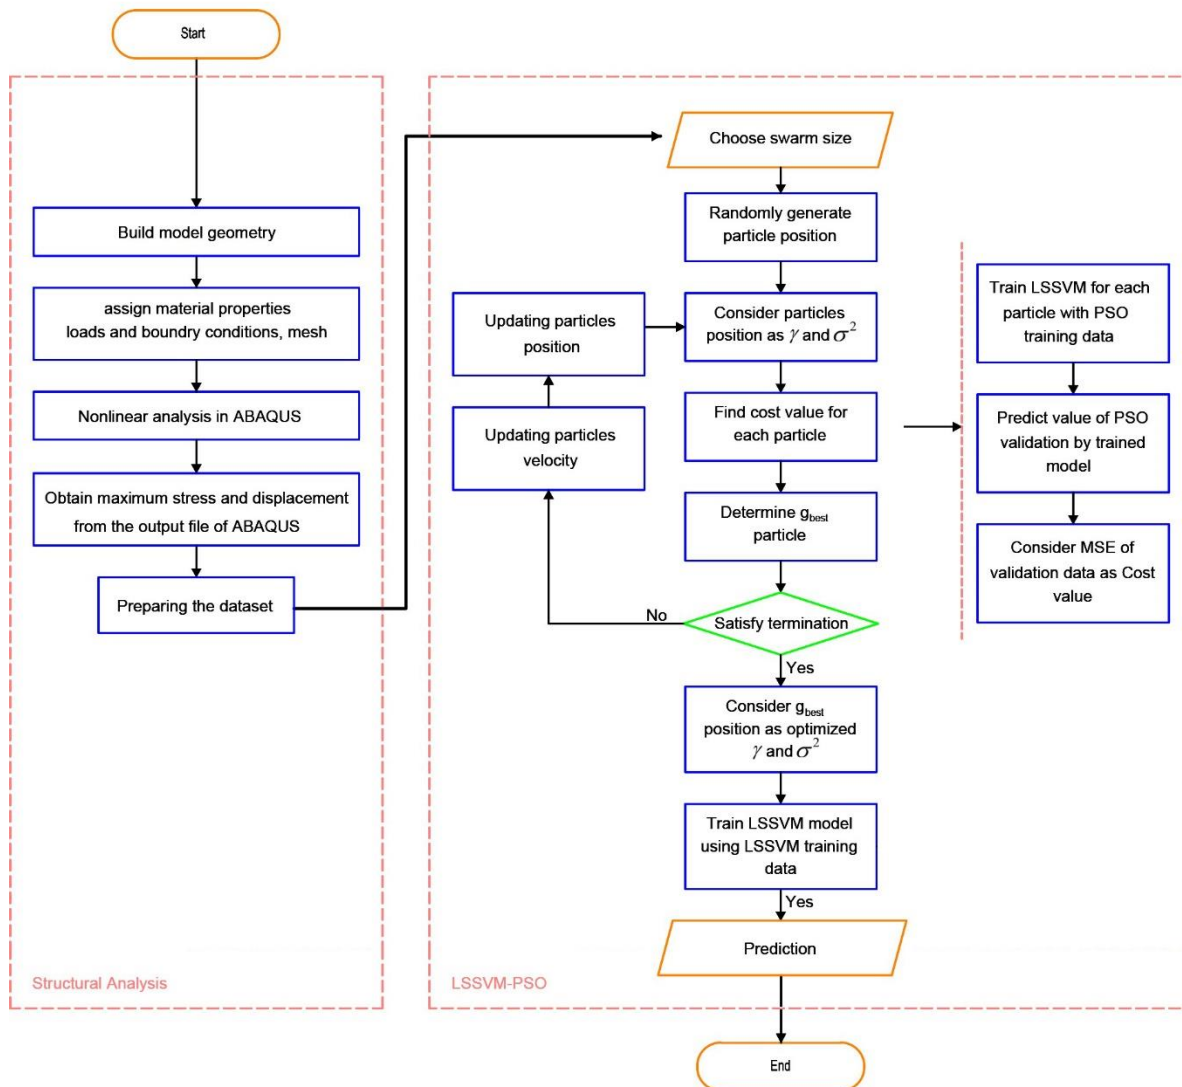 Start
Build model geometry
assign material properties
loads and boundry conditions, mesh
Nonlinear analysis in ABAQUS
Obtain maximum stress and displacement
from the output file of ABAQUS
Preparing the dataset
Structural Analysis
Choose swarm size
Randomly generate
particle position
Consider particles
position as γ and σ²
Updating particles
position
Updating particles
velocity
Find cost value for
each particle
Determine g_best
particle
Satisfy termination
No
Yes
Consider g_best
position as optimized
γ and σ²
Train LSSVM model
using LSSVM training
data
Yes
Prediction
LSSVM-PSO
Train LSSVM for each
particle with PSO
training data
Predict value of PSO
validation by trained
model
Consider MSE of
validation data as Cost
value
End